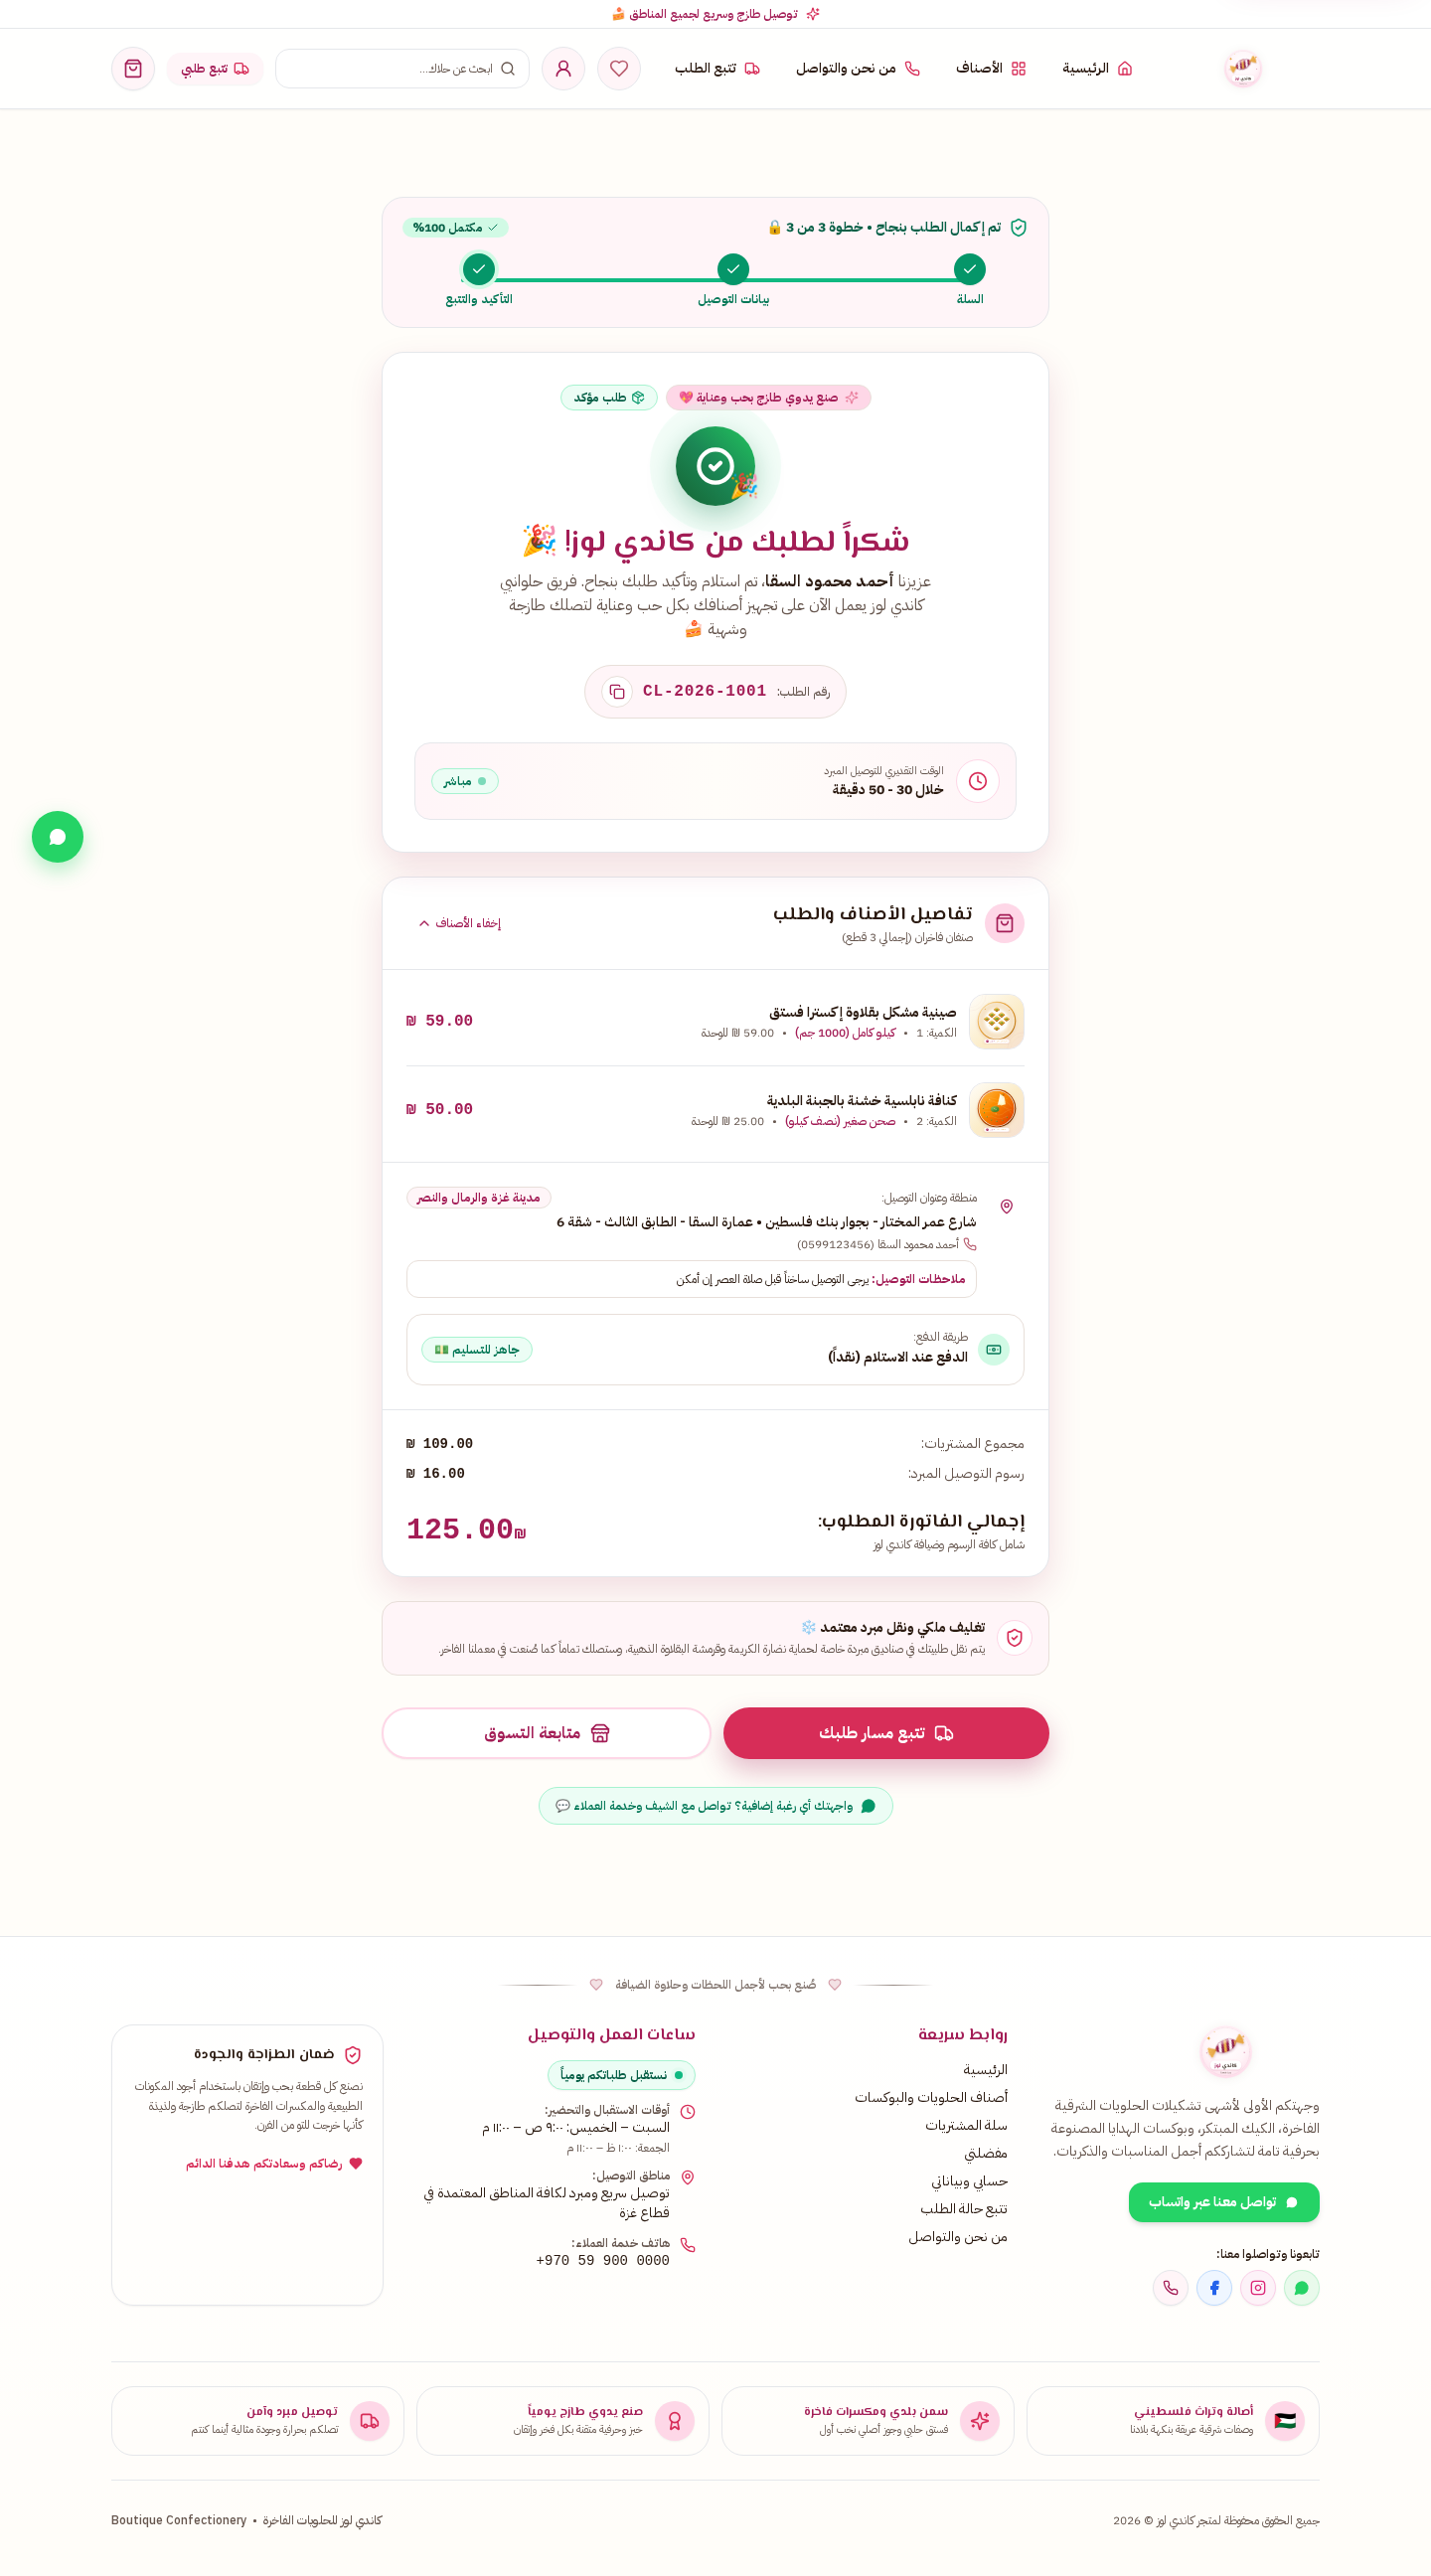 توصيل طازج وسريع لجميع المناطق 🍰
كاندي لوز
الرئيسية
الأصناف
من نحن والتواصل
تتبع الطلب
ابحث عن حلاك...
تتبع طلبي
تم إكمال الطلب بنجاح • خطوة 3 من 3 🔒
مكتمل 100%
السلة
بيانات التوصيل
التأكيد والتتبع
صنع يدوي طازج بحب وعناية 💖
طلب مؤكد
شكراً لطلبك من كاندي لوز! 🎉
عزيزنا أحمد محمود السقا، تم استلام وتأكيد طلبك بنجاح. فريق حلوانيي
كاندي لوز يعمل الآن على تجهيز أصنافك بكل حب وعناية لتصلك طازجة
وشهية 🍰
رقم الطلب: CL-2026-1001
الوقت التقديري للتوصيل المبرد
خلال 30 - 50 دقيقة
مباشر
تفاصيل الأصناف والطلب
صنفان فاخران (إجمالي 3 قطع)
إخفاء الأصناف
صينية مشكل بقلاوة إكسترا فستق
الكمية: 1 • كيلو كامل (1000 جم) • 59.00 ₪ للوحدة
59.00 ₪
كنافة نابلسية خشنة بالجبنة البلدية
الكمية: 2 • صحن صغير (نصف كيلو) • 25.00 ₪ للوحدة
50.00 ₪
منطقة وعنوان التوصيل:
مدينة غزة والرمال والنصر
شارع عمر المختار - بجوار بنك فلسطين • عمارة السقا - الطابق الثالث - شقة 6
أحمد محمود السقا (0599123456)
ملاحظات التوصيل: يرجى التوصيل ساخناً قبل صلاة العصر إن أمكن
طريقة الدفع:
الدفع عند الاستلام (نقداً)
جاهز للتسليم 💵
مجموع المشتريات:
109.00 ₪
رسوم التوصيل المبرد:
16.00 ₪
إجمالي الفاتورة المطلوب:
شامل كافة الرسوم وضيافة كاندي لوز
125.00₪
تغليف ملكي ونقل مبرد معتمد ❄️
يتم نقل طلبيتك في صناديق مبردة خاصة لحماية نضارة الكريمة وقرمشة البقلاوة الذهبية، وستصلك تماماً كما صُنعت في معملنا الفاخر.
تتبع مسار طلبك
متابعة التسوق
واجهتك أي رغبة إضافية؟ تواصل مع الشيف وخدمة العملاء 💬
صُنع بحب لأجمل اللحظات وحلاوة الضيافة
كاندي لوز
وجهتكم الأولى لأشهى تشكيلات الحلويات الشرقية
الفاخرة، الكيك المبتكر، وبوكسات الهدايا المصنوعة
بحرفية تامة لتشارككم أجمل المناسبات والذكريات.
تواصل معنا عبر واتساب
تابعونا وتواصلوا معنا:
روابط سريعة
الرئيسية
أصناف الحلويات والبوكسات
سلة المشتريات
مفضلتي
حسابي وبياناتي
تتبع حالة الطلب
من نحن والتواصل
ساعات العمل والتوصيل
نستقبل طلباتكم يومياً
أوقات الاستقبال والتحضير:
السبت – الخميس: ٩:٠٠ ص – ١١:٠٠ م
الجمعة: ١:٠٠ ظ – ١١:٠٠ م
مناطق التوصيل:
توصيل سريع ومبرد لكافة المناطق المعتمدة في
قطاع غزة
هاتف خدمة العملاء:
+970 59 900 0000
ضمان الطزاجة والجودة
نصنع كل قطعة بحب وإتقان باستخدام أجود المكونات
الطبيعية والمكسرات الفاخرة لتصلكم طازجة ولذيذة
كأنها خرجت للتو من الفرن.
رضاكم وسعادتكم هدفنا الدائم
أصالة وتراث فلسطيني
وصفات شرقية عريقة بنكهة بلادنا
سمن بلدي ومكسرات فاخرة
فستق حلبي وجوز أصلي نخب أول
صنع يدوي طازج يومياً
خبز وحرفية متقنة بكل فخر وإتقان
توصيل مبرد وآمن
تصلكم بحرارة وجودة مثالية أينما كنتم
جميع الحقوق محفوظة لمتجر كاندي لوز © 2026
كاندي لوز للحلويات الفاخرة • Boutique Confectionery